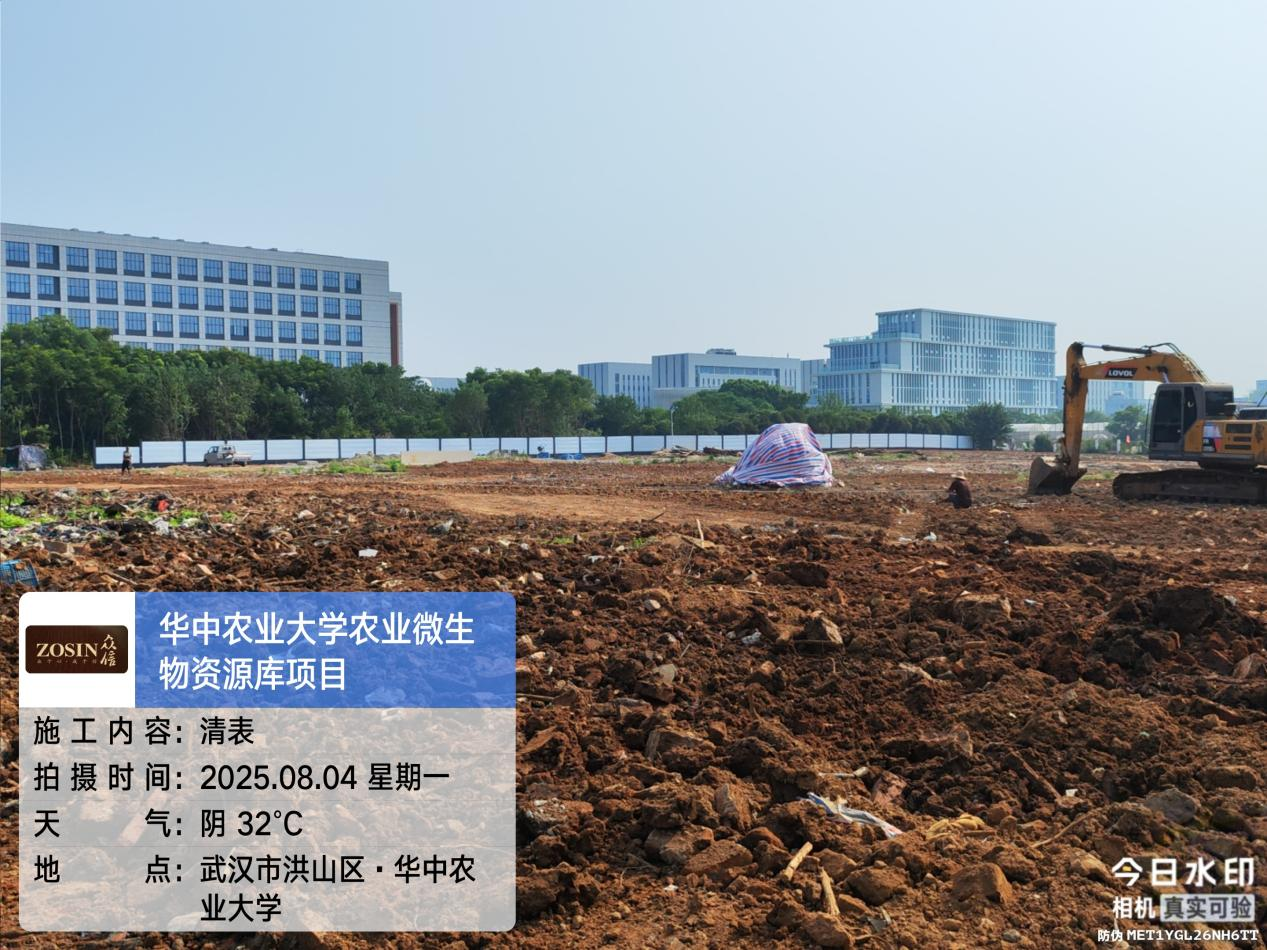 LOVOL
ZOSIN 众信
华中农业大学农业微生
物资源库项目
施工内容：清表
拍摄时间：2025.08.04 星期一
天气：阴 32℃
地点：武汉市洪山区·华中农
业大学
今日水印
相机 真实可验
防伪 MET1YGL26NH6TT